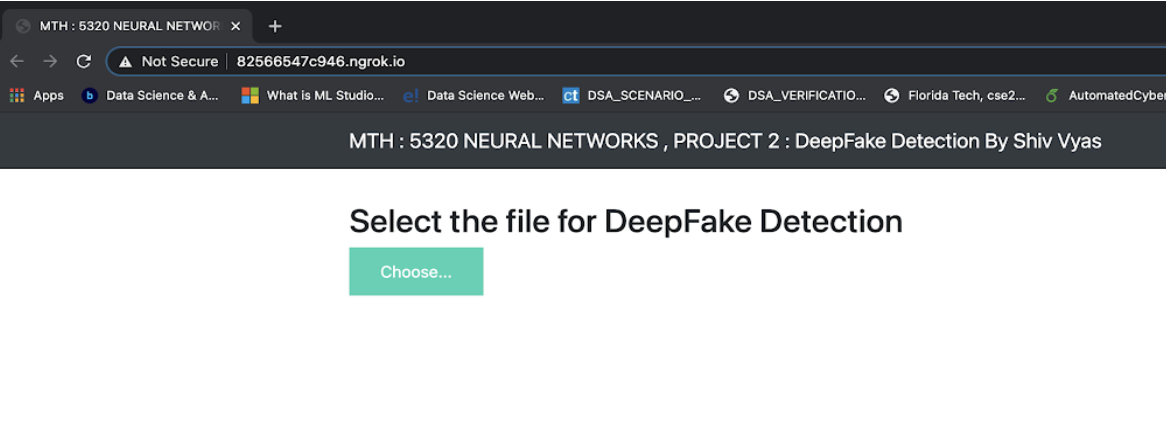 MTH : 5320 NEURAL NETWOR
Not Secure 82566547c946.ngrok.io
Apps Data Science & A... What is ML Studio... e! Data Science Web... ct DSA_SCENARIO_... DSA_VERIFICATIO... Florida Tech, cse2... AutomatedCyber
MTH : 5320 NEURAL NETWORKS , PROJECT 2 : DeepFake Detection By Shiv Vyas
Select the file for DeepFake Detection
Choose...